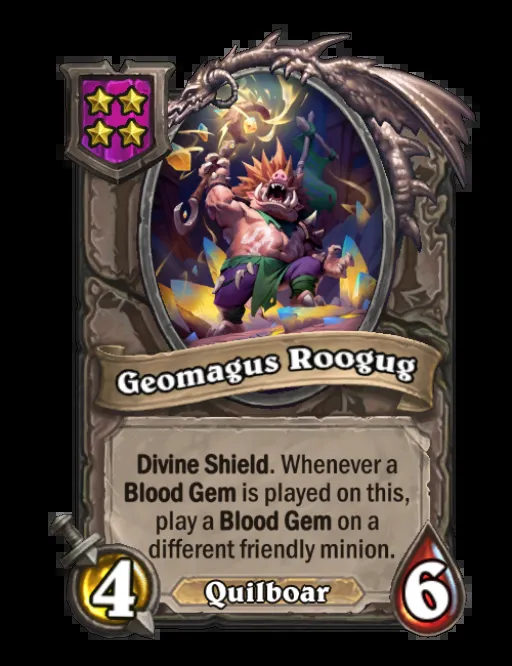 Geomagus Roogug
Divine Shield. Whenever a
Blood Gem is played on this,
play a Blood Gem on a
different friendly minion.
4
Quilboar
6